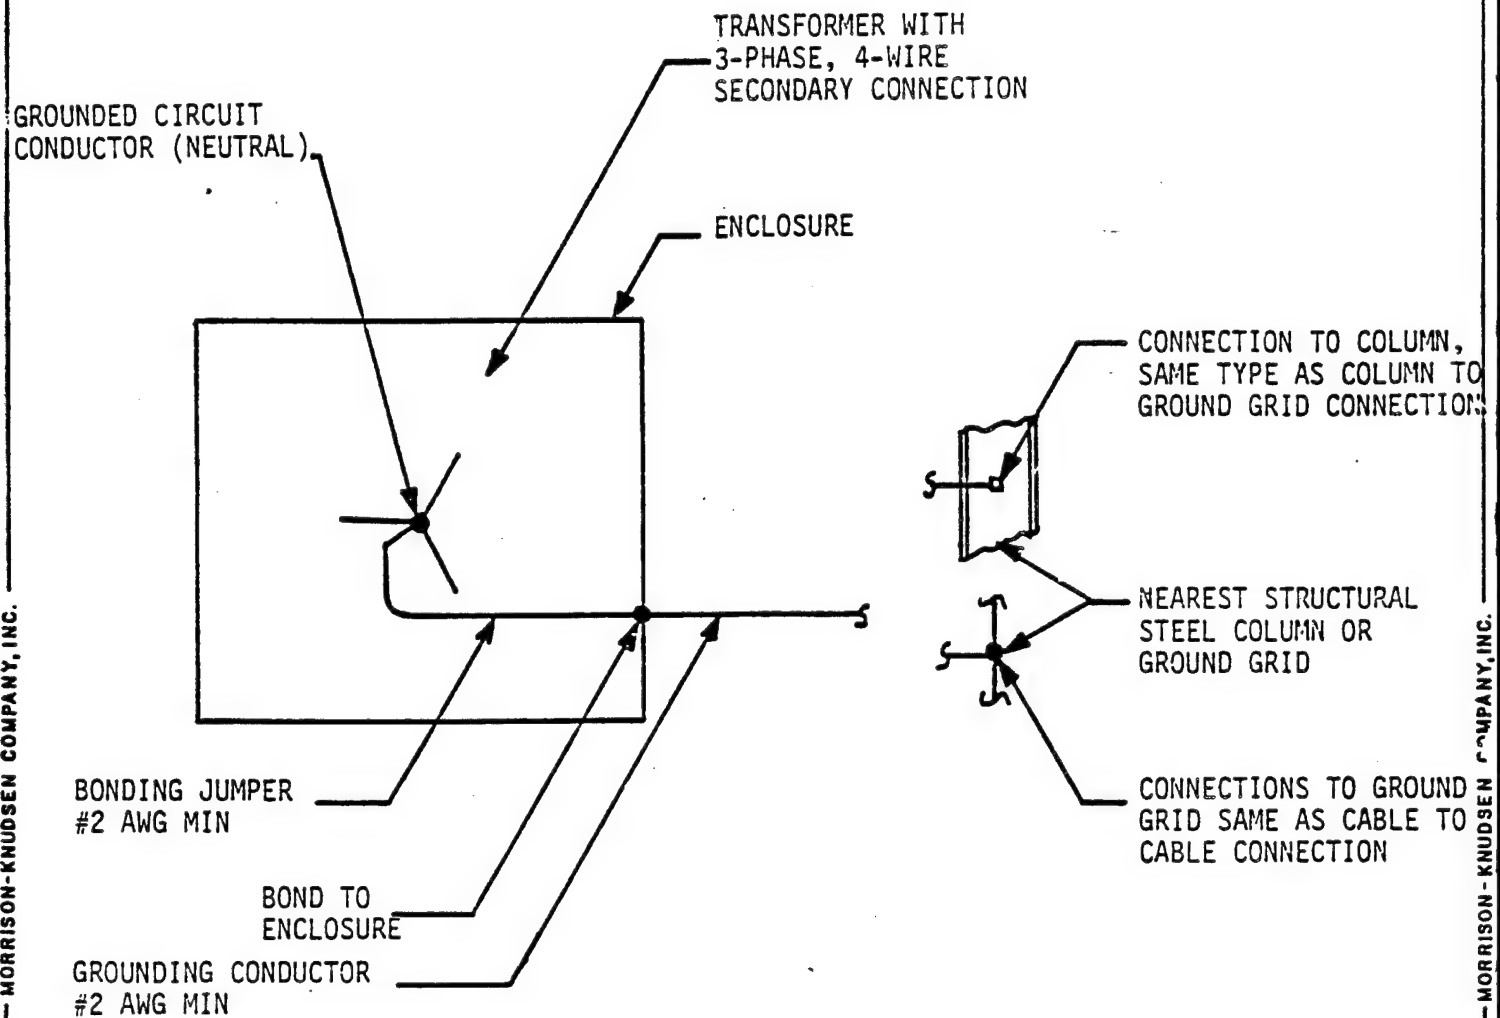 TRANSFORMER WITH
3-PHASE, 4-WIRE
SECONDARY CONNECTION
GROUNDED CIRCUIT
CONDUCTOR (NEUTRAL)
ENCLOSURE
CONNECTION TO COLUMN,
SAME TYPE AS COLUMN TO
GROUND GRID CONNECTION
NEAREST STRUCTURAL
STEEL COLUMN OR
GROUND GRID
CONNECTIONS TO GROUND
GRID SAME AS CABLE TO
CABLE CONNECTION
BONDING JUMPER
#2 AWG MIN
BOND TO
ENCLOSURE
GROUNDING CONDUCTOR
#2 AWG MIN
MORRISON-KNUDSEN COMPANY, INC.
MORRISON-KNUDSEN COMPANY, INC.